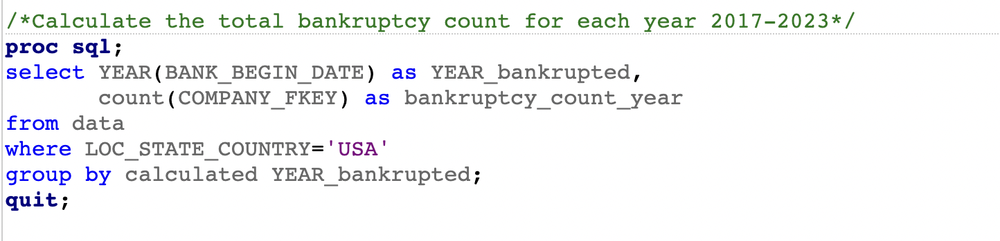 /*Calculate the total bankruptcy count for each year 2017-2023*/
proc sql;
select YEAR(BANK_BEGIN_DATE) as YEAR_bankrupted,
       count(COMPANY_FKEY) as bankruptcy_count_year
from data
where LOC_STATE_COUNTRY='USA'
group by calculated YEAR_bankrupted;
quit;